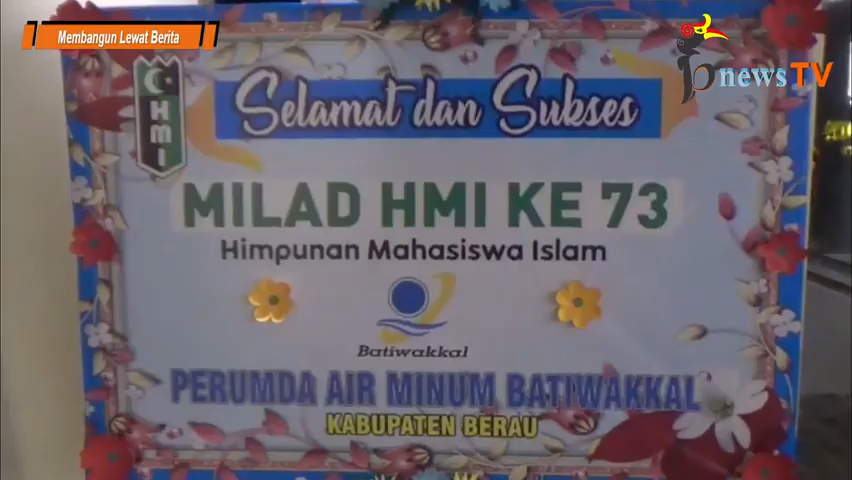 Membangun Lewat Berita
bnewsTV
HMI
Selamat dan Sukses
MILAD HMI KE 73
Himpunan Mahasiswa Islam
Batiwakkal
PERUMDA AIR MINUM BATIWAKKAL
KABUPATEN BERAU